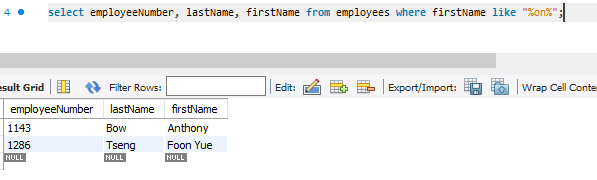 4 select employeeNumber, lastName, firstName from employees where firstName like "%on%";
esult Grid Filter Rows: Edit: Export/Import: Wrap Cell Conte
employeeNumber lastName firstName
1143 Bow Anthony
1286 Tseng Foon Yue
NULL NULL NULL